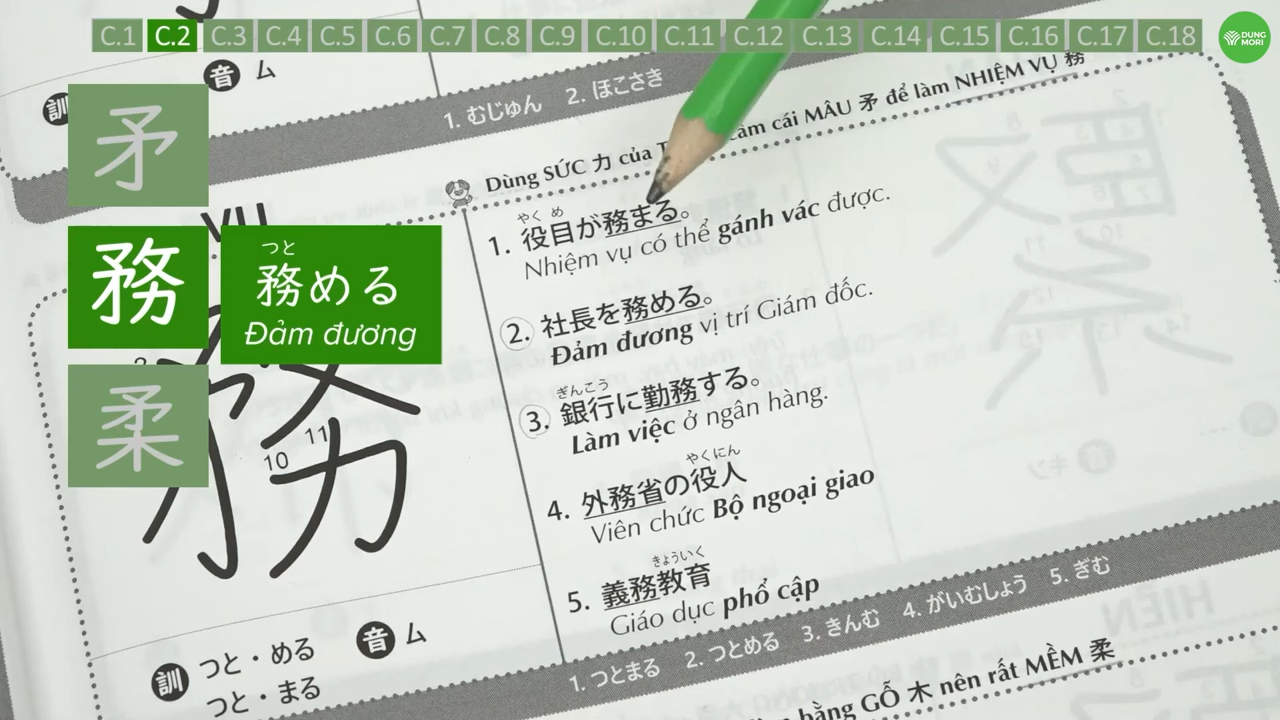 C.1 C.2 C.3 C.4 C.5 C.6 C.7 C.8 C.9 C.10 C.11 C.12 C.13 C.14 C.15 C.16 C.17 C.18
DUNG
MORI
訓 音 ム
1. むじゅん 2. ほこさき
矛
務
つと
務める
Đảm đương
柔
VỤ
Dùng SỨC 力 của cầm cái MÂU 矛 để làm NHIỆM VỤ 務
やく め
1. 役目が務まる。
Nhiệm vụ có thể gánh vác được.
2. 社長を務める。
Đảm đương vị trí Giám đốc.
ぎんこう
3. 銀行に勤務する。
Làm việc ở ngân hàng.
やくにん
4. 外務省の役人
Viên chức Bộ ngoại giao
きょういく
5. 義務教育
Giáo dục phổ cập
務
10 11
訓 つと・める
つと・まる
音 ム
1. つとまる 2. つとめる 3. きんむ 4. がいむしょう 5. ぎむ
bằng GỖ 木 nên rất MỀM 柔